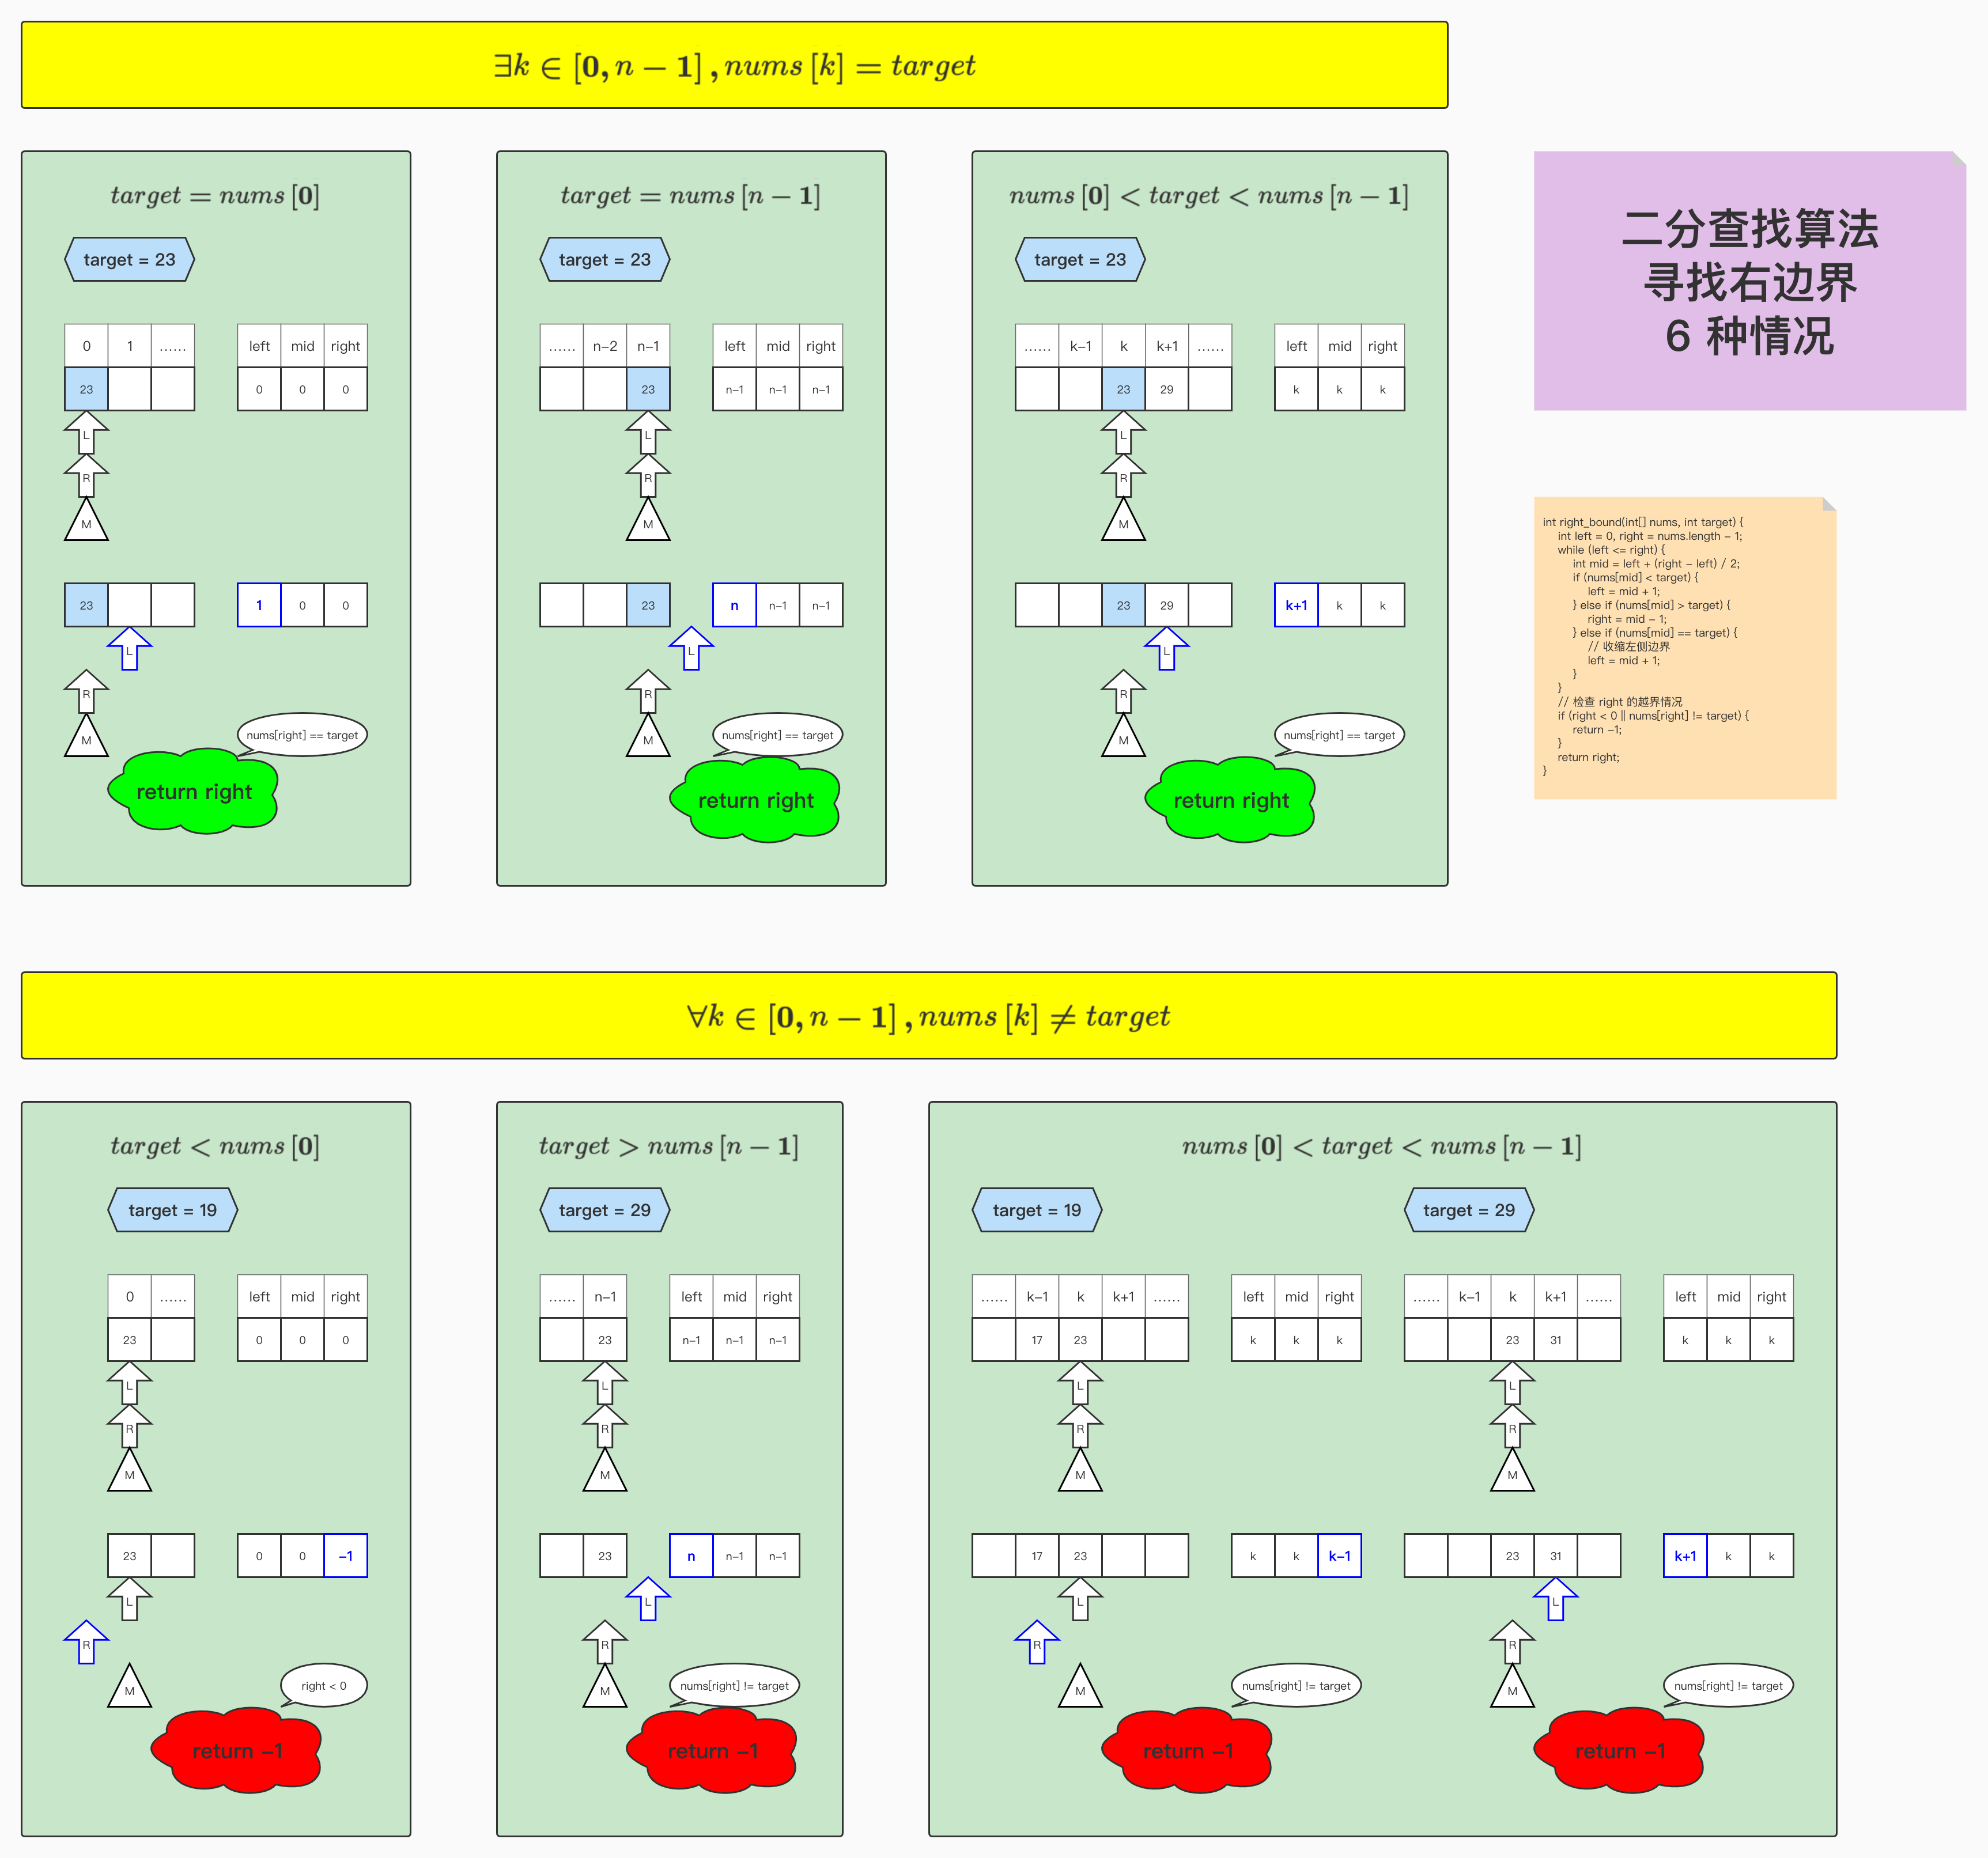 ∃k ∈ [0, n − 1], nums [k] = target
target = nums [0]
target = 23
0 1 ……
left mid right
23
0 0 0
L
R
M
23
1 0 0
L
R
M
nums[right] == target
return right
target = nums [n − 1]
target = 23
…… n−2 n−1
left mid right
23
n−1 n−1 n−1
L
R
M
23
n n−1 n−1
L
R
M
nums[right] == target
return right
nums [0] < target < nums [n − 1]
target = 23
…… k−1 k k+1 ……
left mid right
23 29
k k k
L
R
M
23 29
k+1 k k
L
R
M
nums[right] == target
return right
二分查找算法
寻找右边界
6 种情况
int right_bound(int[] nums, int target) {
int left = 0, right = nums.length − 1;
while (left <= right) {
int mid = left + (right − left) / 2;
if (nums[mid] < target) {
left = mid + 1;
} else if (nums[mid] > target) {
right = mid − 1;
} else if (nums[mid] == target) {
// 收缩左侧边界
left = mid + 1;
}
}
// 检查 right 的越界情况
if (right < 0 || nums[right] != target) {
return −1;
}
return right;
}
∀k ∈ [0, n − 1], nums [k] ≠ target
target < nums [0]
target = 19
0 ……
left mid right
23
0 0 0
L
R
M
23
0 0 −1
L
R
M
right < 0
return −1
target > nums [n − 1]
target = 29
…… n−1
left mid right
23
n−1 n−1 n−1
L
R
M
23
n n−1 n−1
L
R
M
nums[right] != target
return −1
nums [0] < target < nums [n − 1]
target = 19
…… k−1 k k+1 ……
left mid right
17 23
k k k
L
R
M
17 23
k k k−1
L
R
M
nums[right] != target
return −1
target = 29
…… k−1 k k+1 ……
left mid right
23 31
k k k
L
R
M
23 31
k+1 k k
L
R
M
nums[right] != target
return −1